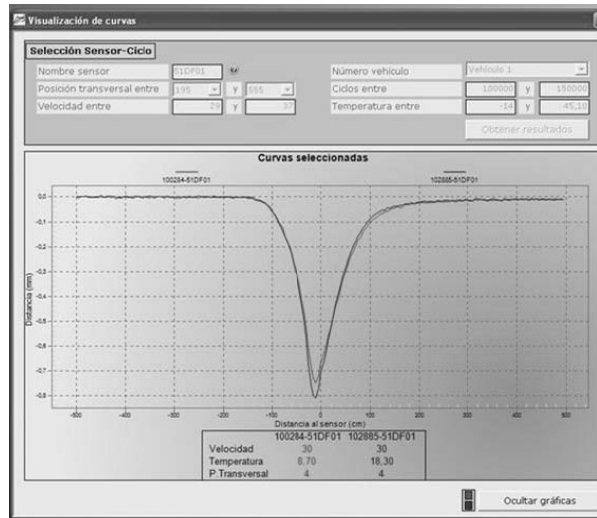 Visualización de curvas
Selección Sensor-Ciclo
Nombre sensor 51DF01 Número vehículo Vehículo 1
Posición transversal entre 195 y 555 Ciclos entre 100000 y 150000
Velocidad entre 29 y 37 Temperatura entre -14 y 45,10
Obtener resultados
Curvas seleccionadas
100284-51DF01 102885-51DF01
0,0
-0,1
-0,2
-0,3
-0,4
-0,5
-0,6
-0,7
-0,8
Distancia (mm)
-500 -400 -300 -200 -100 0 100 200 300 400 500
Distancia al sensor (cm)
100284-51DF01 102885-51DF01
Velocidad 30 30
Temperatura 8,70 18,30
P.Transversal 4 4
Ocultar gráficas